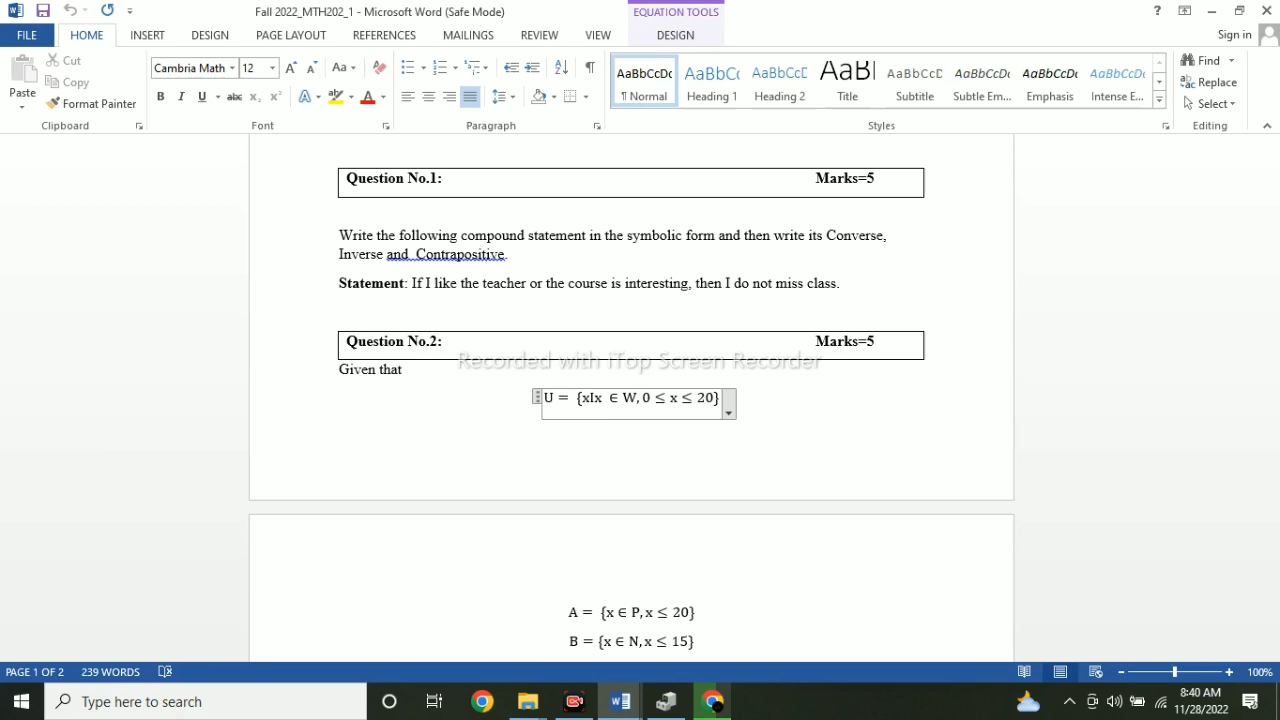 Fall 2022_MTH202_1 - Microsoft Word (Safe Mode)
EQUATION TOOLS
?
FILE HOME INSERT DESIGN PAGE LAYOUT REFERENCES MAILINGS REVIEW VIEW DESIGN Sign in
Paste
Cut
Copy
Format Painter
Clipboard
Cambria Math 12
Font
Paragraph
AaBbCcDc AaBbCc AaBbCcD AaBl AaBbCcD AaBbCcDc AaBbCcDc AaBbCcDc
¶ Normal Heading 1 Heading 2 Title Subtitle Subtle Em... Emphasis Intense E...
Styles
Find
Replace
Select
Editing
Question No.1: Marks=5
Write the following compound statement in the symbolic form and then write its Converse,
Inverse and Contrapositive.
Statement: If I like the teacher or the course is interesting, then I do not miss class.
Question No.2: Marks=5
Recorded with iTop Screen Recorder
Given that
U = {xIx ∈ W, 0 ≤ x ≤ 20}
A = {x ∈ P, x ≤ 20}
B = {x ∈ N, x ≤ 15}
PAGE 1 OF 2 239 WORDS 100%
Type here to search
8:40 AM
11/28/2022